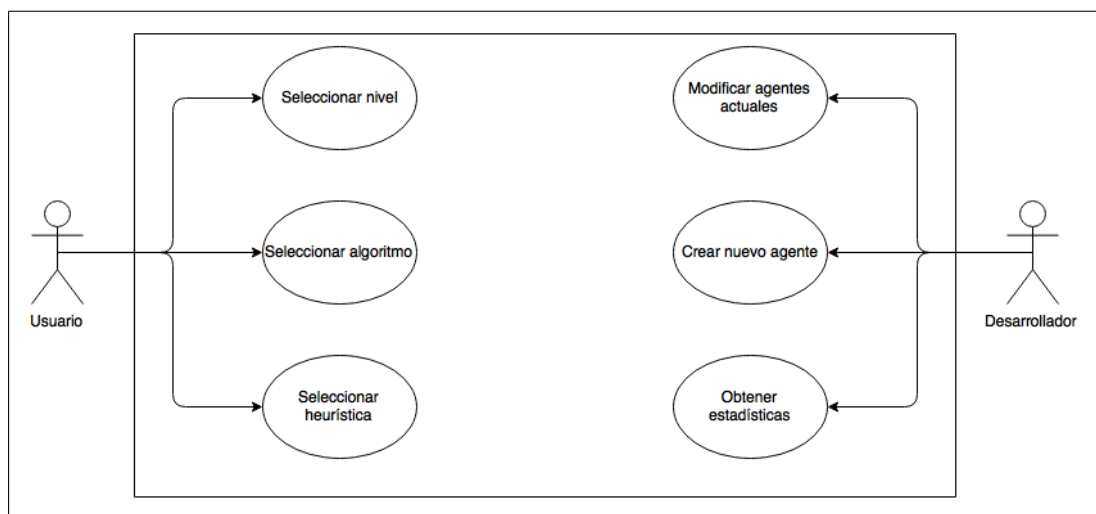 Seleccionar nivel
Modificar agentes
actuales
Seleccionar algoritmo
Crear nuevo agente
Usuario
Desarrollador
Seleccionar
heurística
Obtener
estadísticas